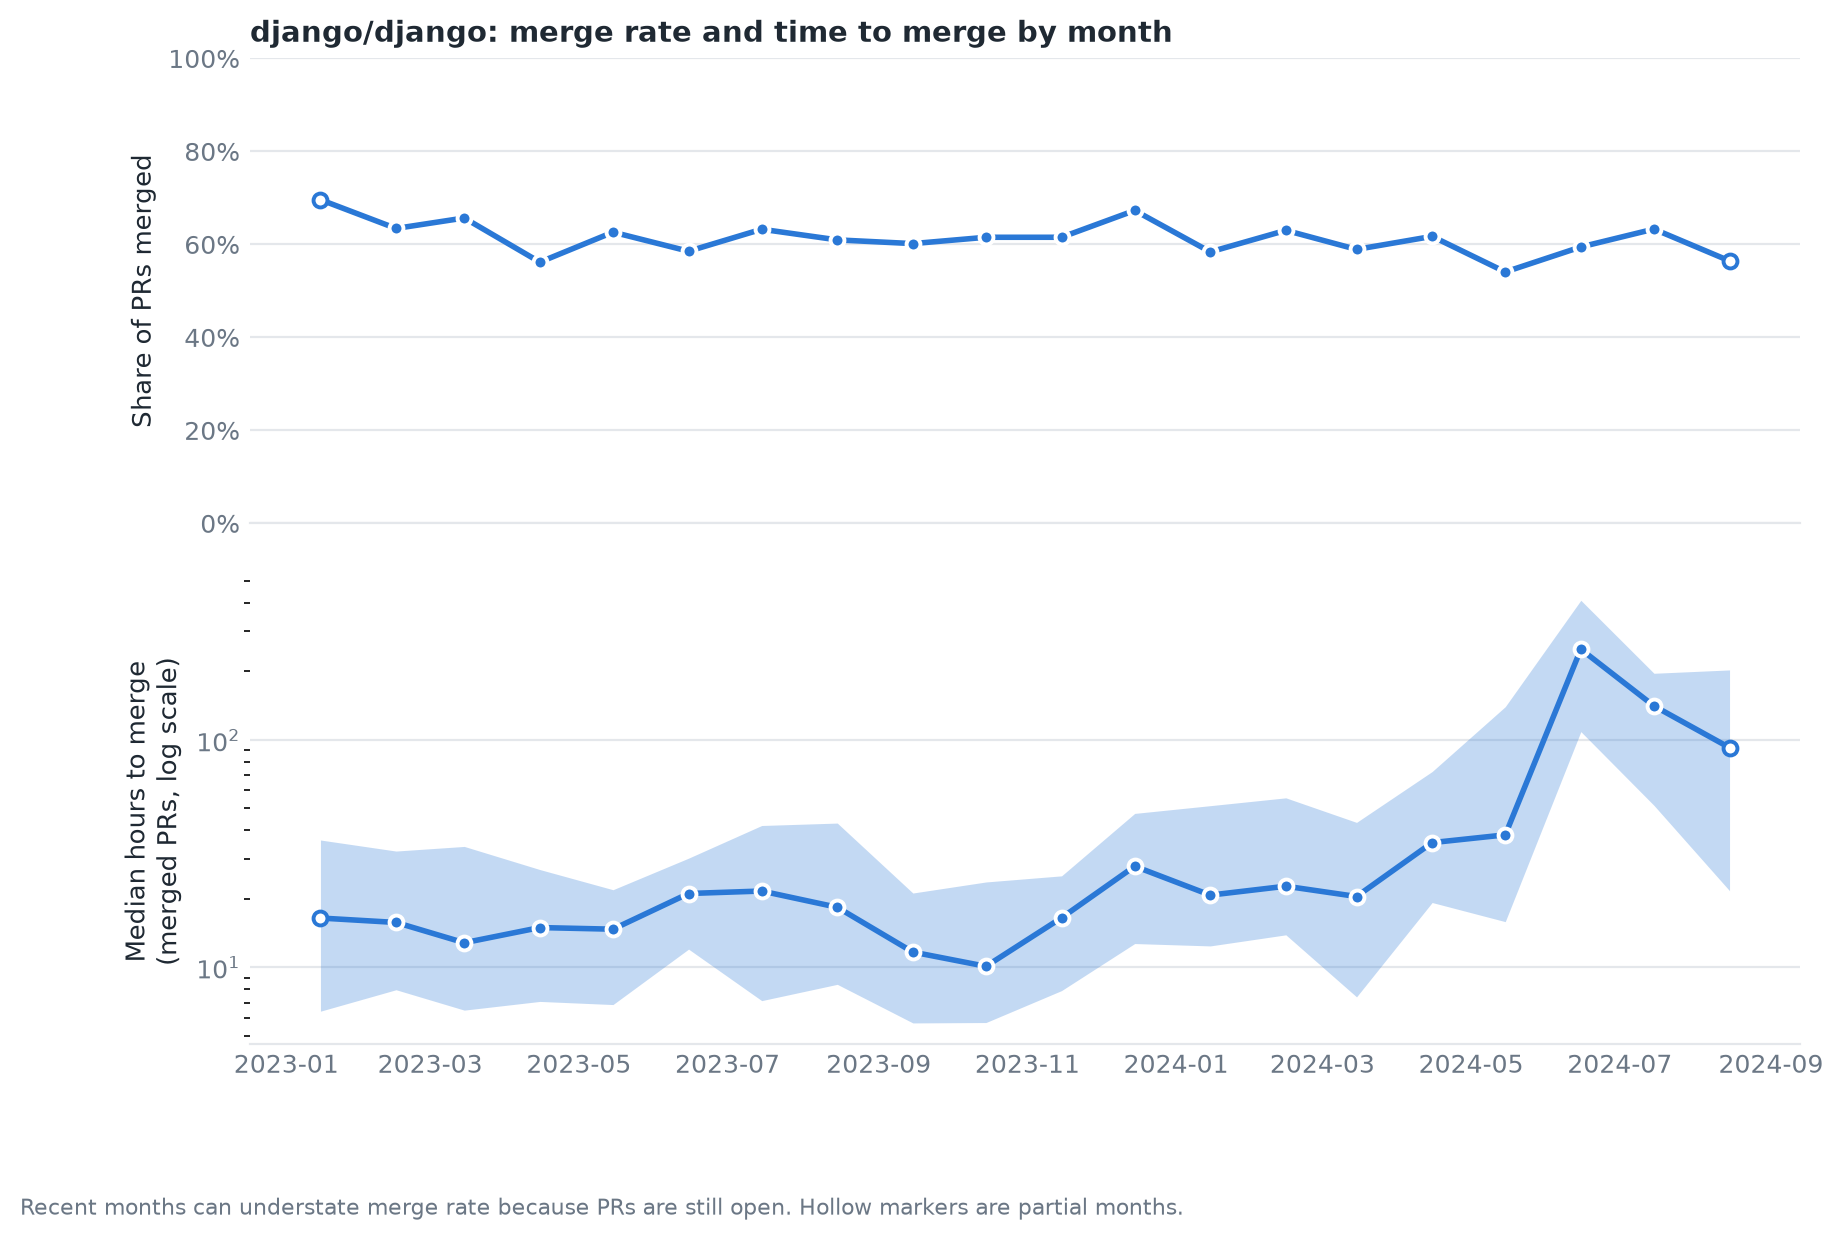 django/django: merge rate and time to merge by month
100%
80%
60%
40%
20%
0%
Share of PRs merged
10²
10¹
Median hours to merge
(merged PRs, log scale)
2023-01 2023-03 2023-05 2023-07 2023-09 2023-11 2024-01 2024-03 2024-05 2024-07 2024-09
Recent months can understate merge rate because PRs are still open. Hollow markers are partial months.